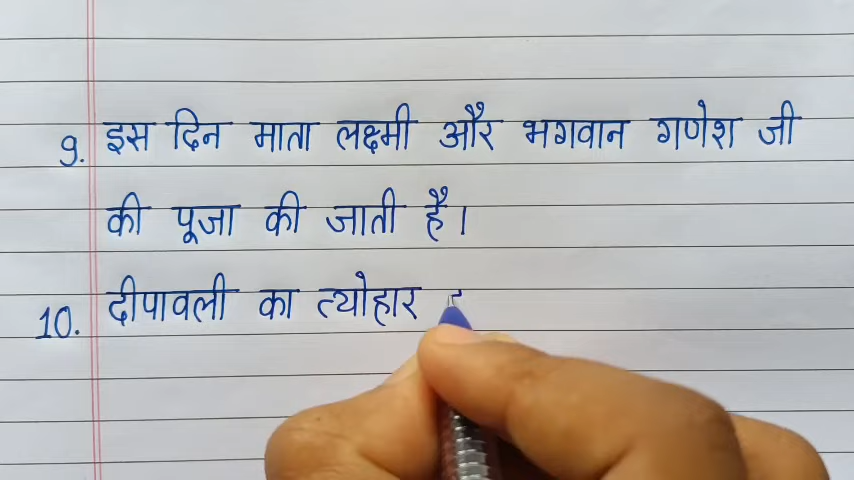 9. इस दिन माता लक्ष्मी और भगवान गणेश जी
की पूजा की जाती है।
10. दीपावली का त्योहार